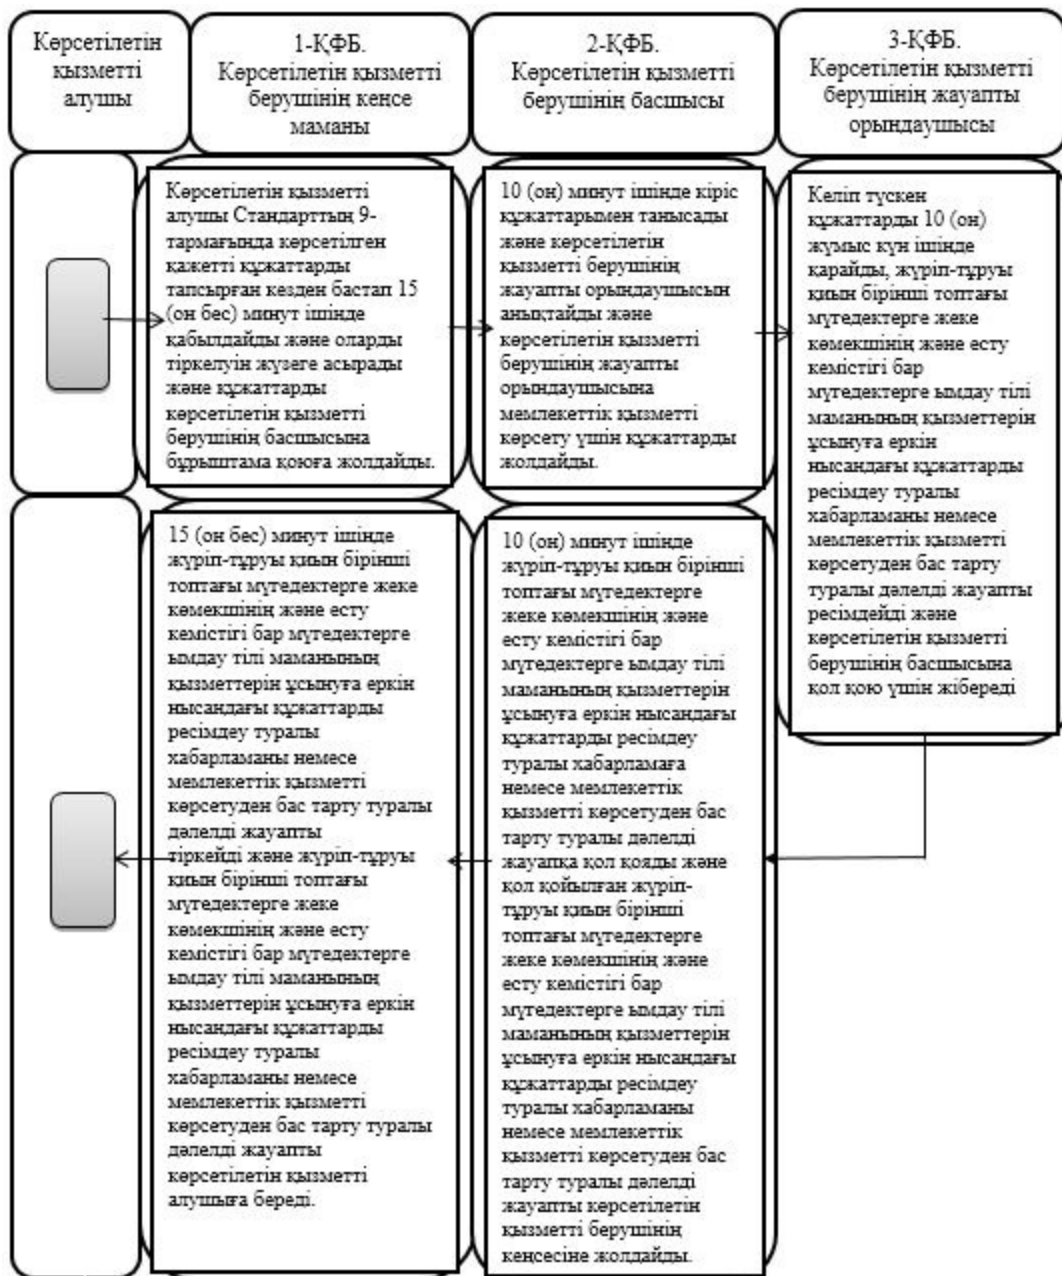 Көрсетілетін
қызметті
алушы
1-ҚФБ.
Көрсетілетін қызметті
берушінің кеңсе
маманы
2-ҚФБ.
Көрсетілетін қызметті
берушінің басшысы
3-ҚФБ.
Көрсетілетін қызметті
берушінің жауапты
орындаушысы
Көрсетілетін қызметті
алушы Стандарттың 9-
тармағында көрсетілген
қажетті құжаттарды
тапсырған кезден бастап 15
(он бес) минут ішінде
қабылдайды және оларды
тіркелуін жүзеге асырады
және құжаттарды
көрсетілетін қызметті
берушінің басшысына
бұрыштама қоюға жолдайды.
10 (он) минут ішінде кіріс
құжаттарымен танысады
және көрсетілетін
қызметті берушінің
жауапты орындаушысын
анықтайды және
көрсетілетін қызметті
берушінің жауапты
орындаушысына
мемлекеттік қызметті
көрсету үшін құжаттарды
жолдайды.
Келіп түскен
құжаттарды 10 (он)
жұмыс күн ішінде
қарайды, жүріп-тұруы
қиын бірінші топтағы
мүгедектерге жеке
көмекшінің және есту
кемістігі бар
мүгедектерге ымдау тілі
маманының қызметтерін
ұсынуға еркін
нысандағы құжаттарды
ресімдеу туралы
хабарламаны немесе
мемлекеттік қызметті
көрсетуден бас тарту
туралы дәлелді жауапты
ресімдейді және
көрсетілетін қызметті
берушінің басшысына
қол қою үшін жібереді
15 (он бес) минут ішінде
жүріп-тұруы қиын бірінші
топтағы мүгедектерге жеке
көмекшінің және есту
кемістігі бар мүгедектерге
ымдау тілі маманының
қызметтерін ұсынуға еркін
нысандағы құжаттарды
ресімдеу туралы
хабарламаны немесе
мемлекеттік қызметті
көрсетуден бас тарту туралы
дәлелді жауапты
тіркейді және жүріп-тұруы
қиын бірінші топтағы
мүгедектерге жеке
көмекшінің және есту
кемістігі бар мүгедектерге
ымдау тілі маманының
қызметтерін ұсынуға еркін
нысандағы құжаттарды
ресімдеу туралы
хабарламаны немесе
мемлекеттік қызметті
көрсетуден бас тарту туралы
дәлелді жауапты
көрсетілетін қызметті
алушыға береді.
10 (он) минут ішінде
жүріп-тұруы қиын бірінші
топтағы мүгедектерге
жеке көмекшінің және
есту кемістігі бар
мүгедектерге ымдау тілі
маманының қызметтерін
ұсынуға еркін нысандағы
құжаттарды ресімдеу
туралы хабарламаға
немесе мемлекеттік
қызметті көрсетуден бас
тарту туралы дәлелді
жауапқа қол қояды және
қол қойылған жүріп-
тұруы қиын бірінші
топтағы мүгедектерге
жеке көмекшінің және
есту кемістігі бар
мүгедектерге ымдау тілі
маманының қызметтерін
ұсынуға еркін нысандағы
құжаттарды ресімдеу
туралы хабарламаны
немесе мемлекеттік
қызметті көрсетуден бас
тарту туралы дәлелді
жауапты көрсетілетін
қызметті берушінің
кеңсесіне жолдайды.